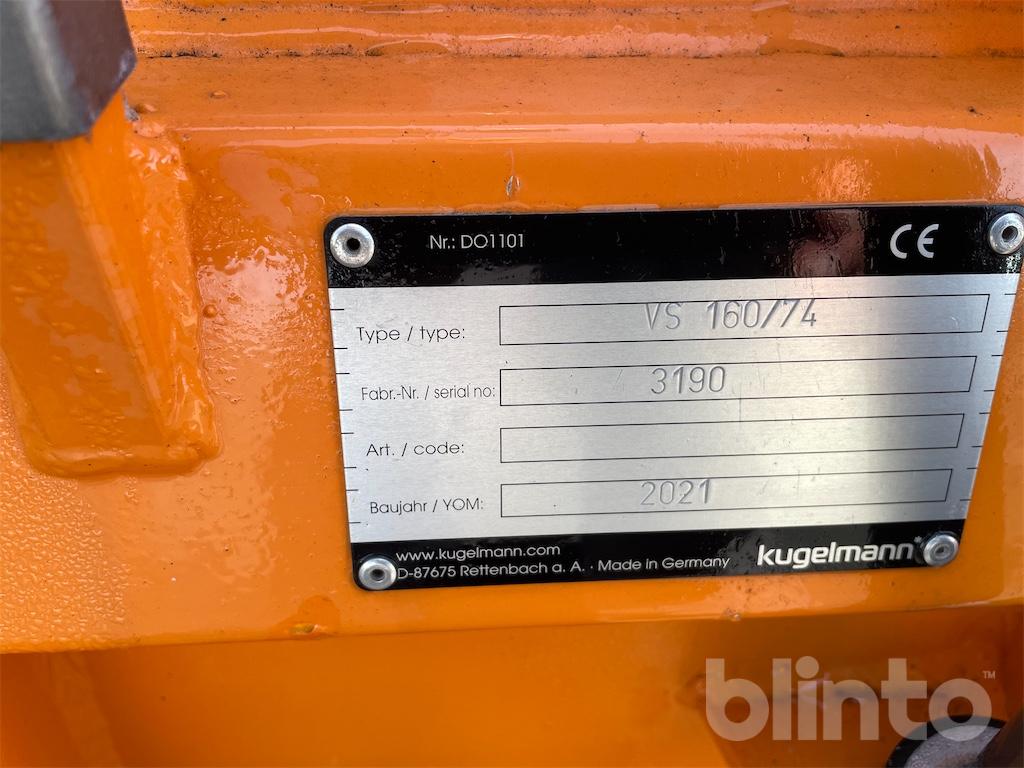 Nr.: DO1101 CE
Type / type: VS 160/74
Fabr.-Nr. / serial no: 3190
Art. / code:
Baujahr / YOM: 2021
www.kugelmann.com
D-87675 Rettenbach a. A. · Made in Germany
kugelmann®
blinto™